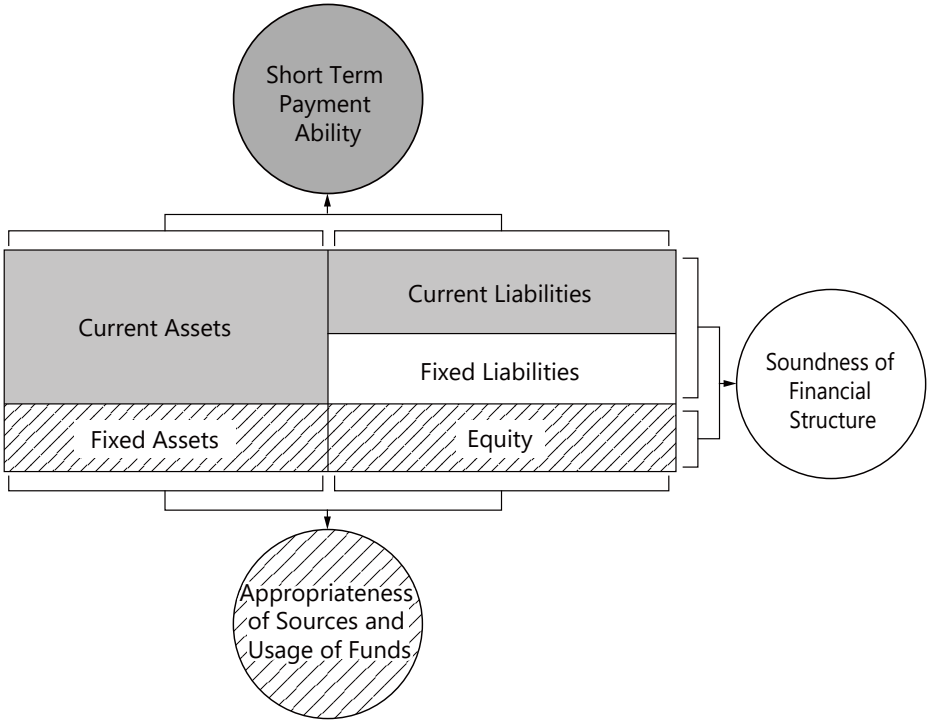 Short Term
Payment
Ability
Current Assets
Current Liabilities
Fixed Liabilities
Fixed Assets
Equity
Soundness of
Financial
Structure
Appropriateness
of Sources and
Usage of Funds